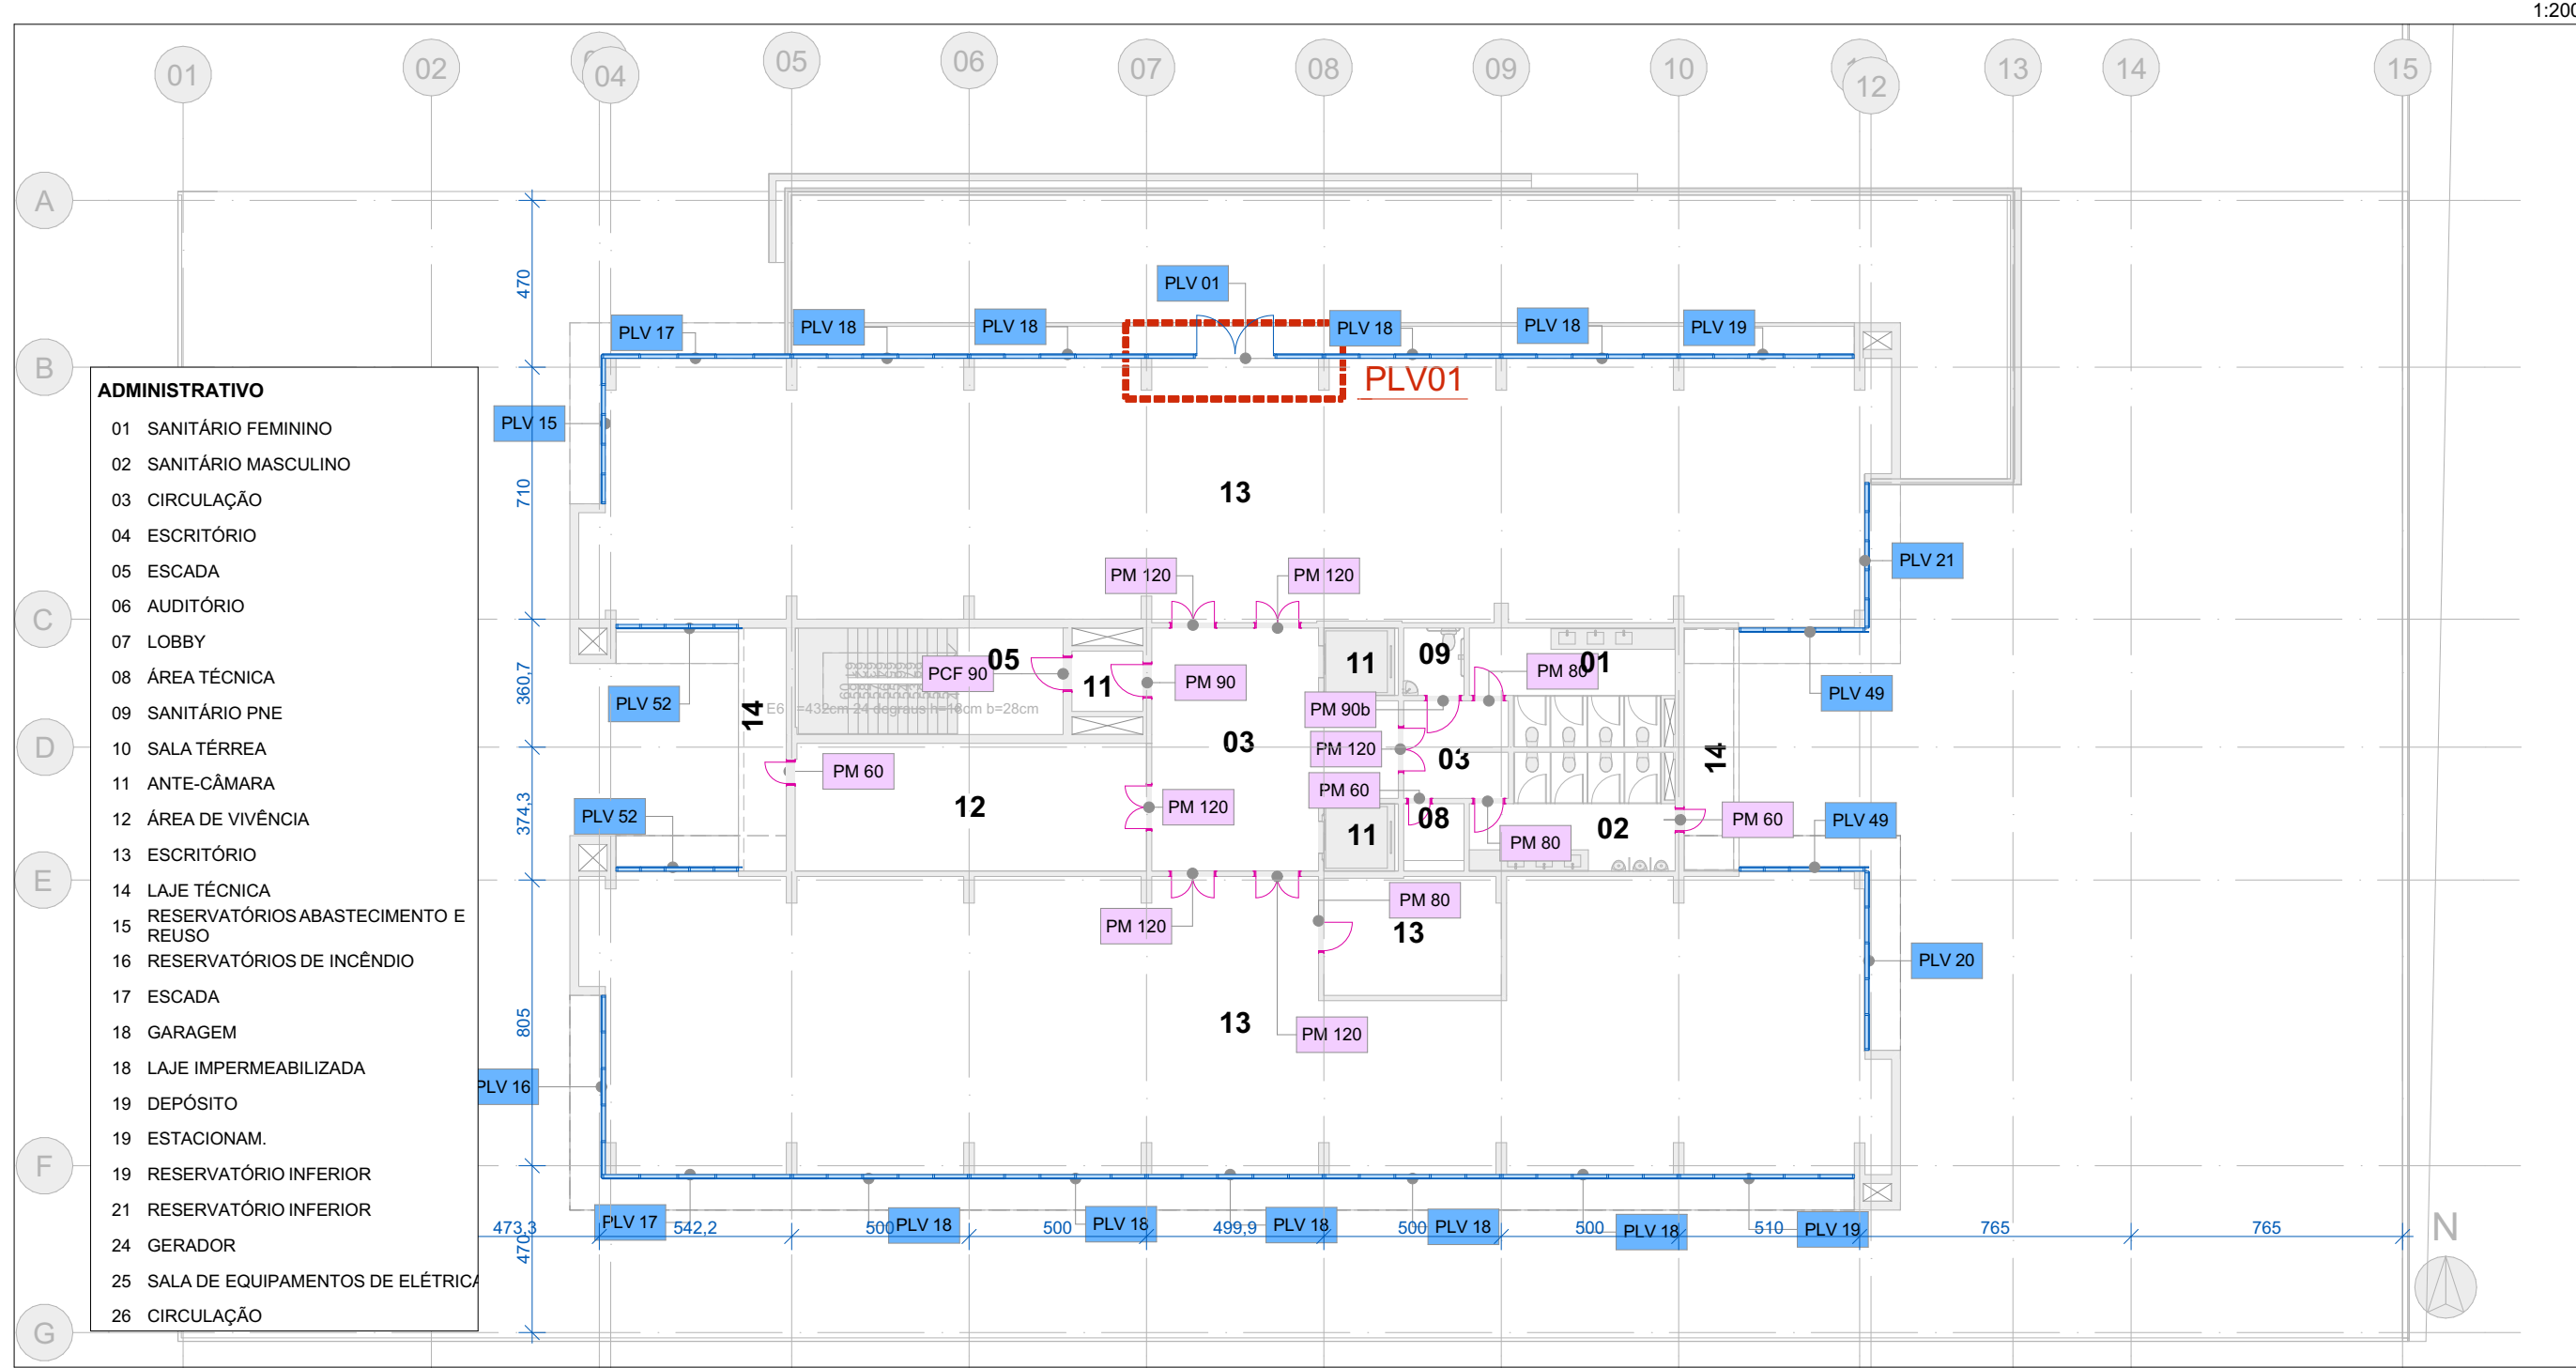 1:200
01
02
04
05
06
07
08
09
10
12
13
14
15
A
B
C
D
E
F
G
470
710
360,7
374,3
805
470
PLV 01
PLV 17
PLV 18
PLV 18
PLV 18
PLV 18
PLV 19
PLV01
PLV 15
13
PLV 21
ADMINISTRATIVO
01 SANITÁRIO FEMININO
02 SANITÁRIO MASCULINO
03 CIRCULAÇÃO
04 ESCRITÓRIO
05 ESCADA
06 AUDITÓRIO
07 LOBBY
08 ÁREA TÉCNICA
09 SANITÁRIO PNE
10 SALA TÉRREA
11 ANTE-CÂMARA
12 ÁREA DE VIVÊNCIA
13 ESCRITÓRIO
14 LAJE TÉCNICA
15 RESERVATÓRIOS ABASTECIMENTO E
REUSO
16 RESERVATÓRIOS DE INCÊNDIO
17 ESCADA
18 GARAGEM
18 LAJE IMPERMEABILIZADA
19 DEPÓSITO
19 ESTACIONAM.
19 RESERVATÓRIO INFERIOR
21 RESERVATÓRIO INFERIOR
24 GERADOR
25 SALA DE EQUIPAMENTOS DE ELÉTRICA
26 CIRCULAÇÃO
PM 120
PM 120
05
PCF 90
11
PM 90
11
09
PM 80
01
PLV 52
14
PLV 49
=432cm 24 degraus h=18cm b=28cm
PM 90b
03
PM 120
03
14
PM 60
12
PM 120
PM 60
08
11
PM 80
02
PM 60
PLV 52
PLV 49
PM 120
PM 80
13
PLV 20
13
PM 120
PLV 16
PLV 17
PLV 18
PLV 18
PLV 18
PLV 18
PLV 18
PLV 19
473,3
542,2
500
500
499,9
500
500
510
765
765
N